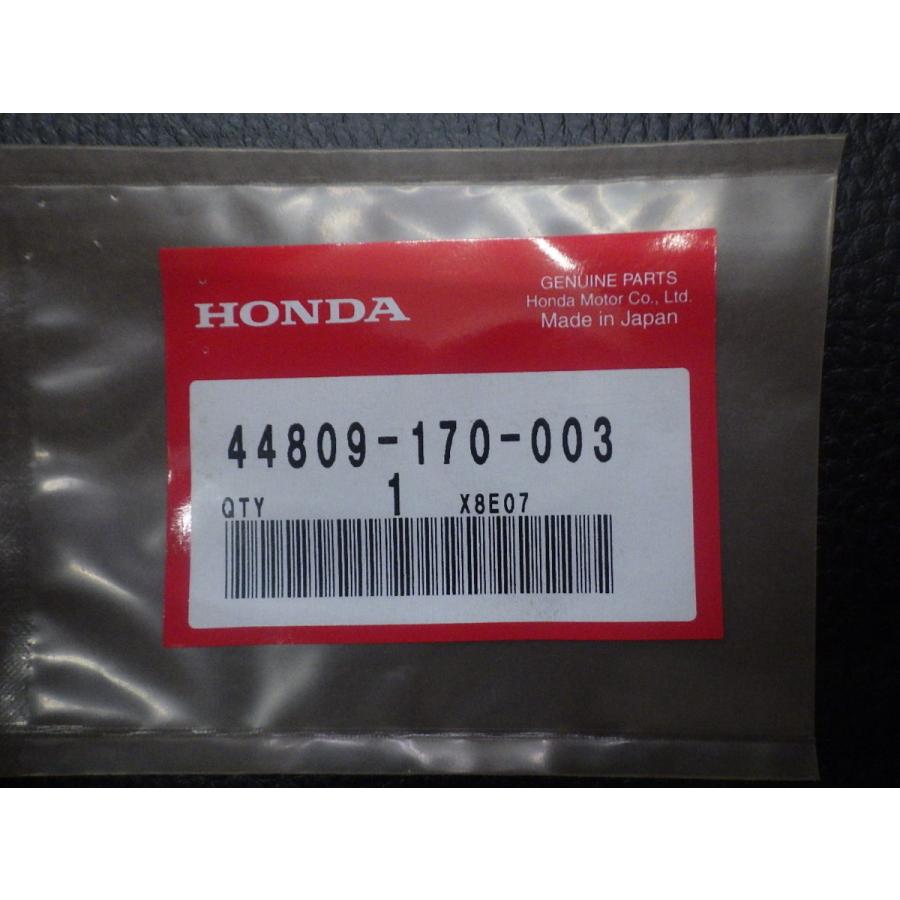 HONDA
GENUINE PARTS
Honda Motor Co., Ltd.
Made in Japan
44809-170-003
QTY 1 X8E07